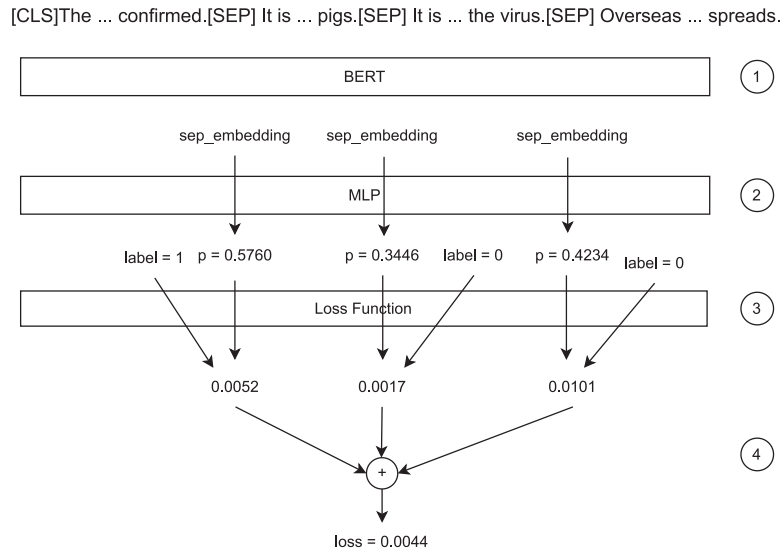 [CLS]The ... confirmed.[SEP] It is ... pigs.[SEP] It is ... the virus.[SEP] Overseas ... spreads.
BERT
1
sep_embedding sep_embedding sep_embedding
MLP
2
label = 1 p = 0.5760 p = 0.3446 label = 0 p = 0.4234 label = 0
Loss Function
3
0.0052 0.0017 0.0101
4
+
loss = 0.0044